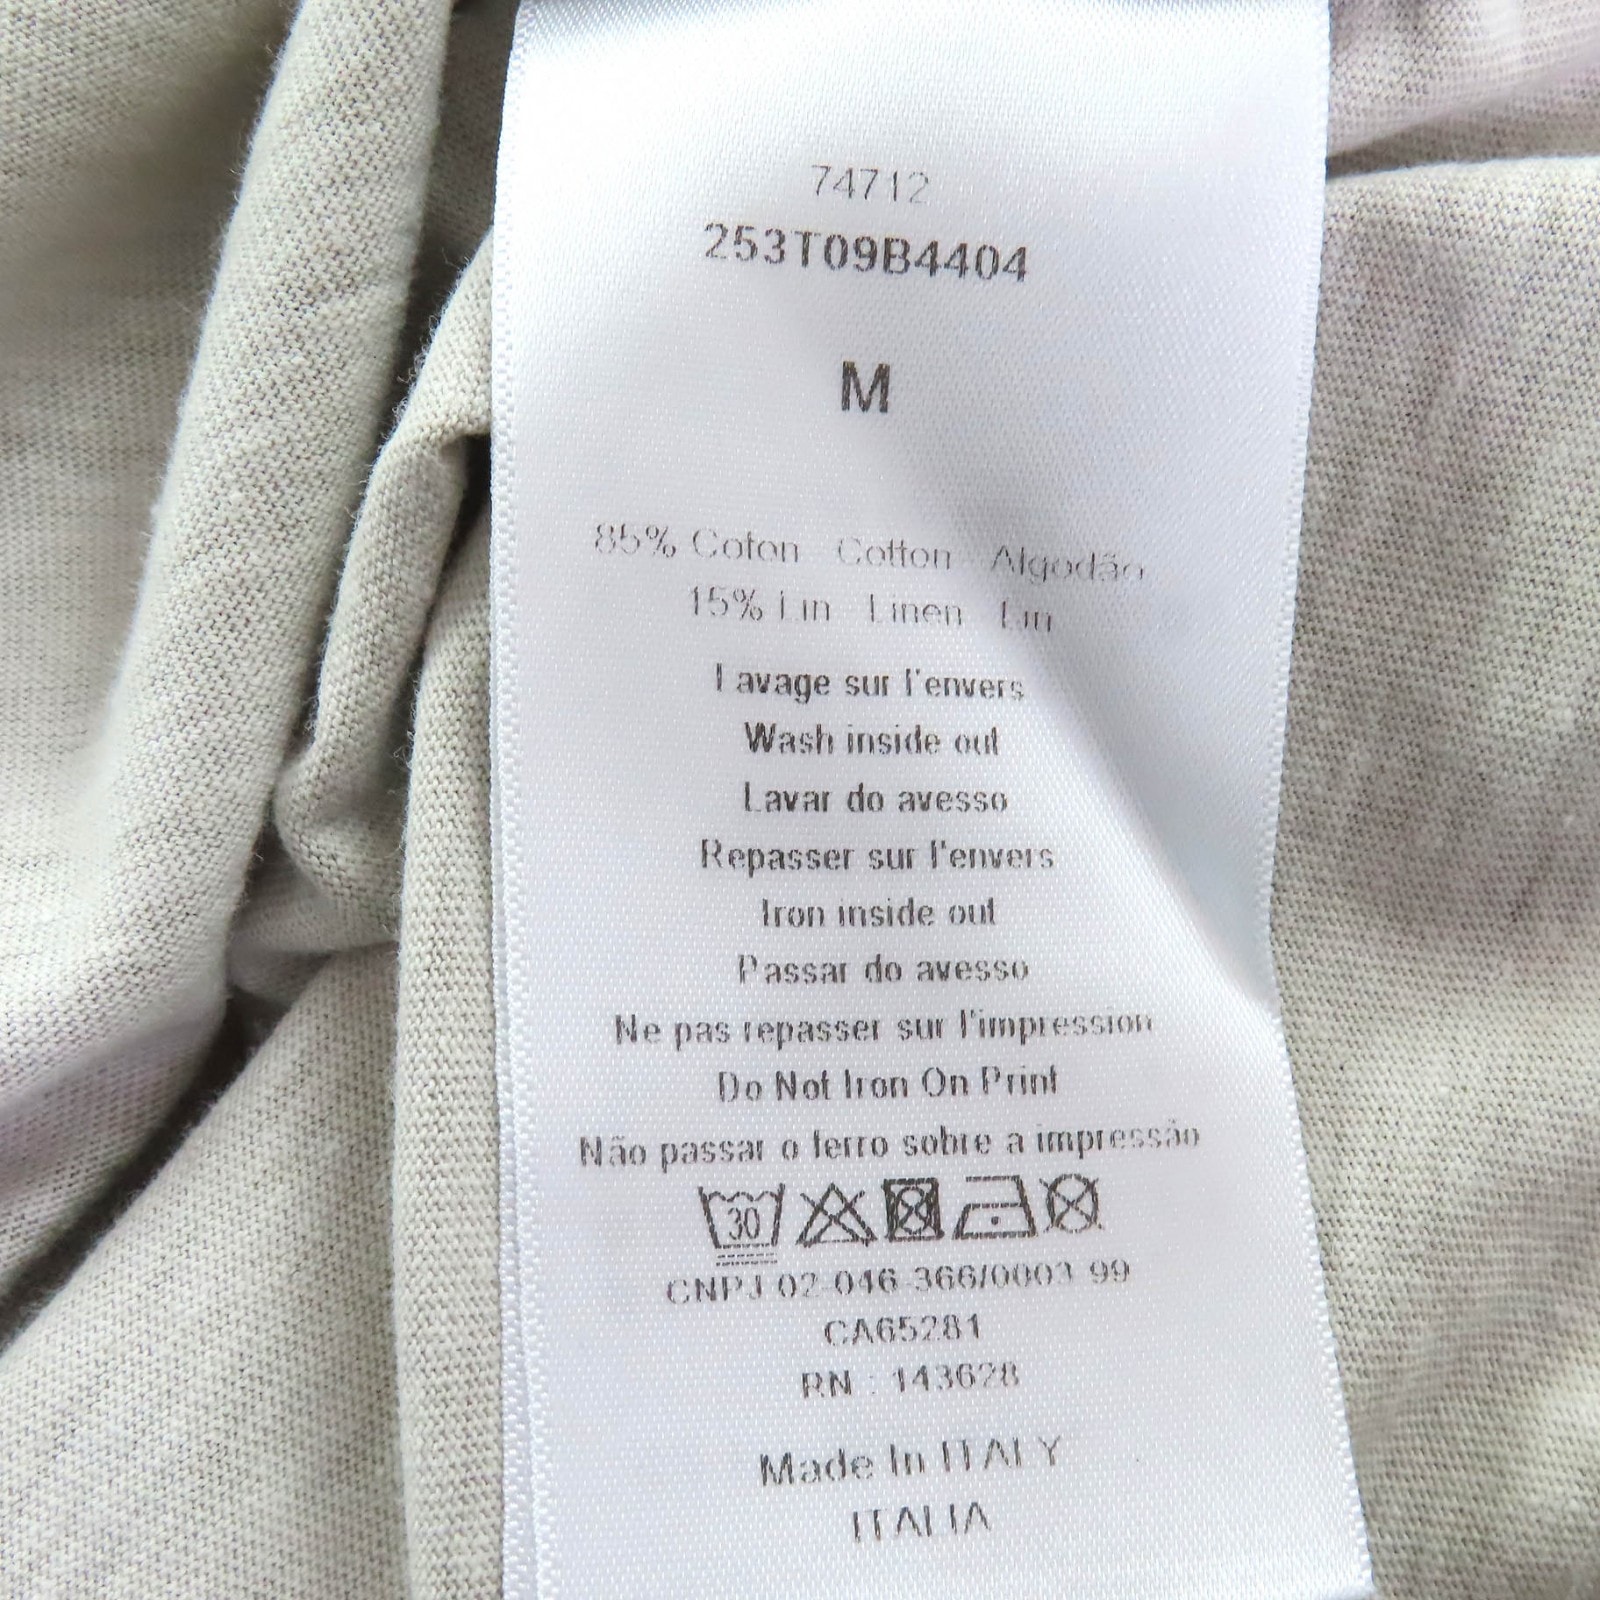 74712
253T09B4404
M
85% Coton Cotton Algodão
15% Lin Linen Lin
Lavage sur l'envers
Wash inside out
Lavar do avesso
Repasser sur l'envers
Iron inside out
Passar do avesso
Ne pas repasser sur l'impression
Do Not Iron On Print
Não passar o ferro sobre a impressão
30
CNPJ 02 046 366/0003 99
CA65281
RN : 143628
Made In ITALY
ITALIA